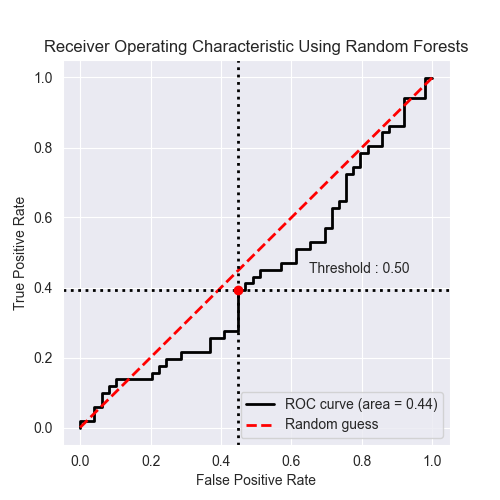 Receiver Operating Characteristic Using Random Forests
1.0
0.8
0.6
0.4
0.2
0.0
True Positive Rate
Threshold : 0.50
ROC curve (area = 0.44)
Random guess
0.0 0.2 0.4 0.6 0.8 1.0
False Positive Rate